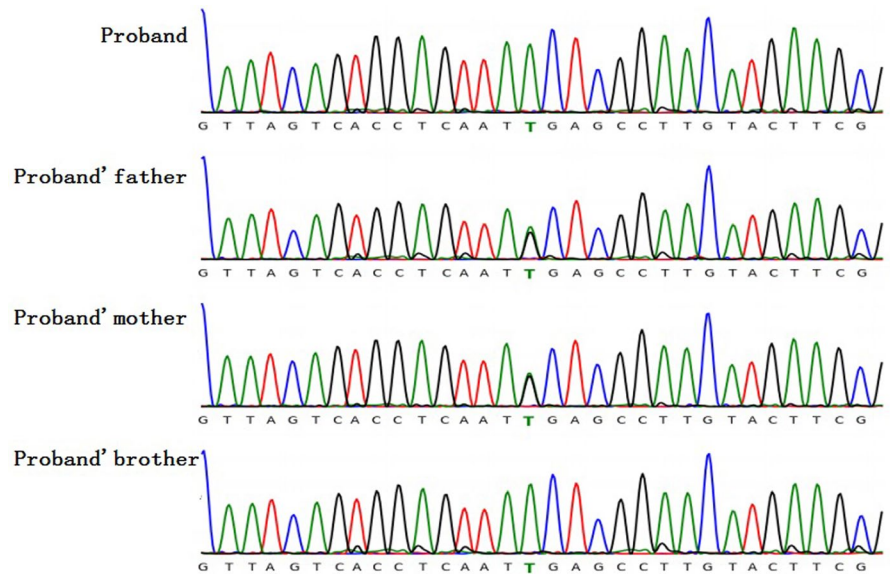 Proband
G T T A G T C A C C T C A A T T G A G C C T T G T A C T T C G
Proband' father
G T T A G T C A C C T C A A T T G A G C C T T G T A C T T C G
Proband' mother
G T T A G T C A C C T C A A T T G A G C C T T G T A C T T C G
Proband' brother
G T T A G T C A C C T C A A T T G A G C C T T G T A C T T C G